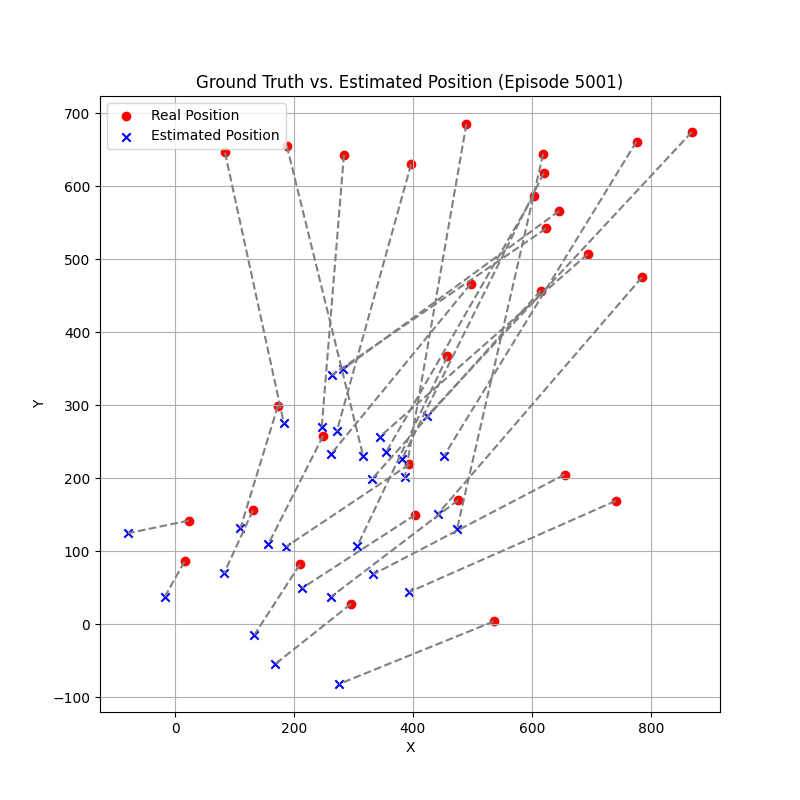 Ground Truth vs. Estimated Position (Episode 5001)
Real Position
Estimated Position
700
600
500
400
300
200
100
0
−100
Y
0 200 400 600 800
X